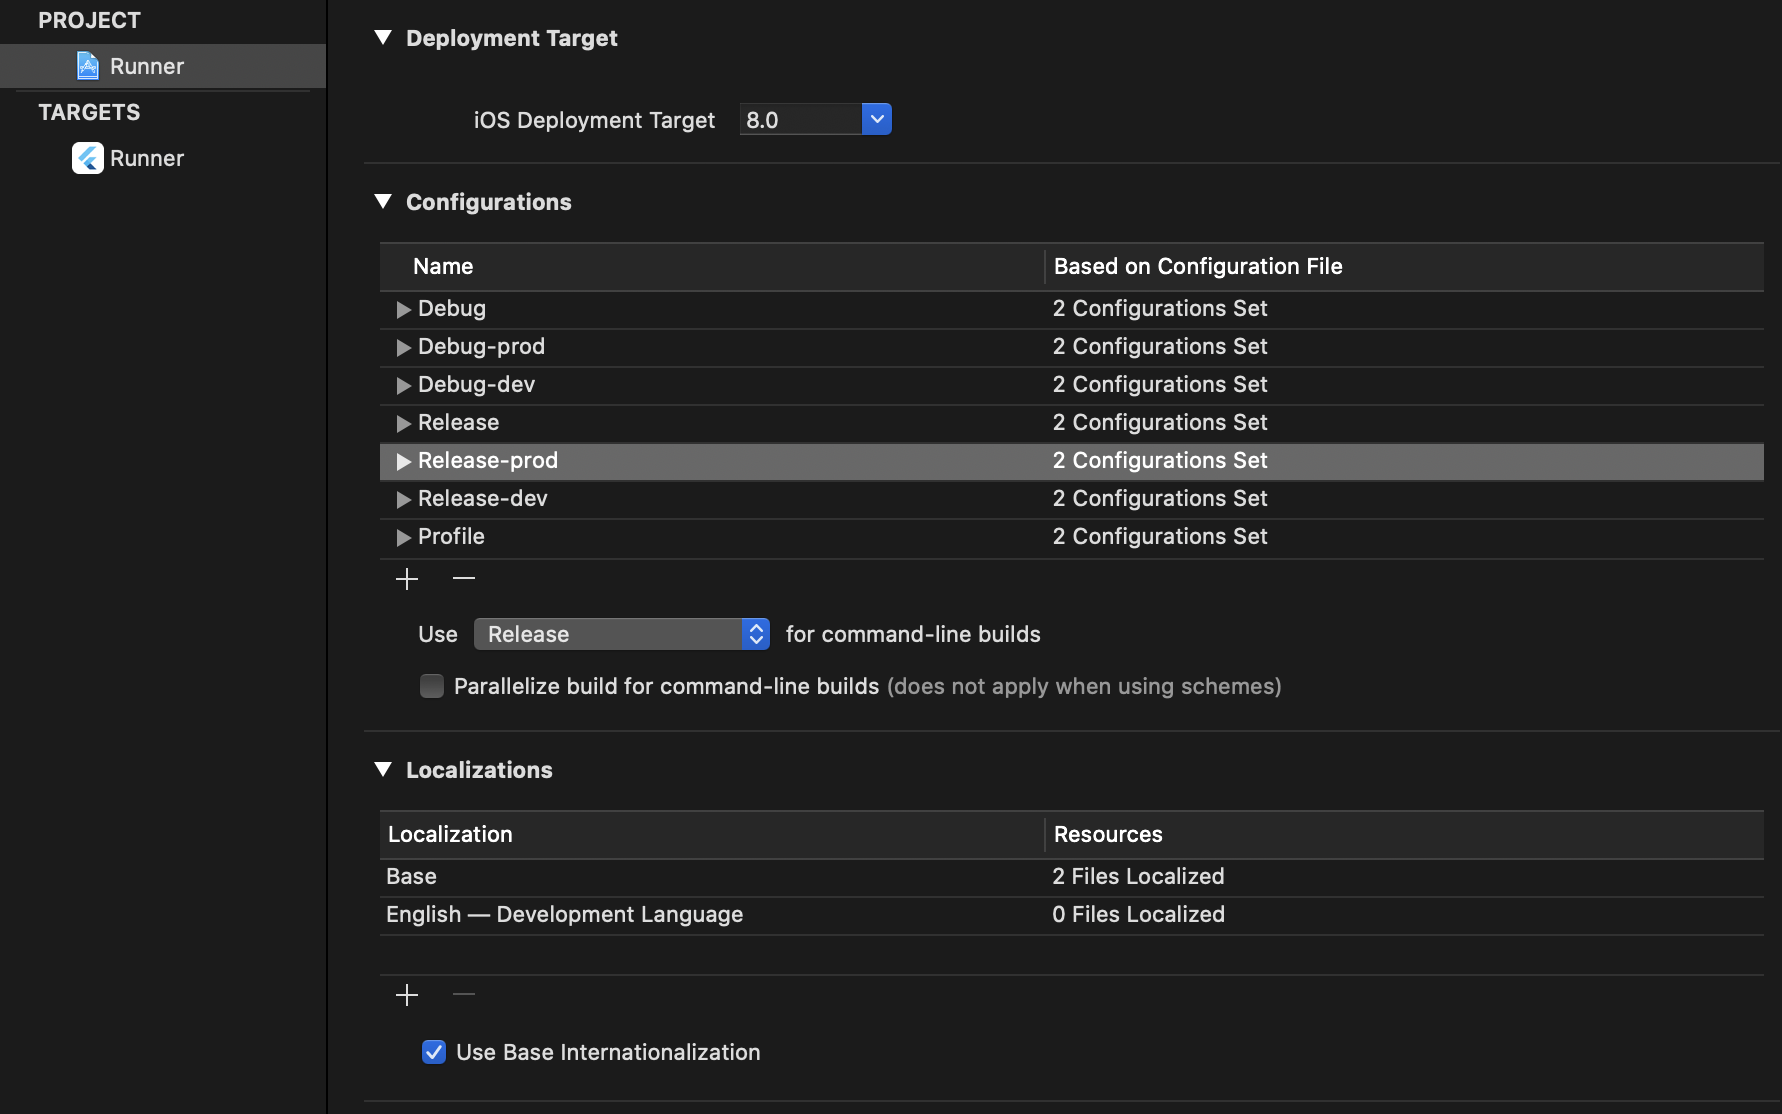 PROJECT
Runner
TARGETS
Runner
Deployment Target
iOS Deployment Target 8.0
Configurations
Name Based on Configuration File
Debug 2 Configurations Set
Debug-prod 2 Configurations Set
Debug-dev 2 Configurations Set
Release 2 Configurations Set
Release-prod 2 Configurations Set
Release-dev 2 Configurations Set
Profile 2 Configurations Set
Use Release for command-line builds
Parallelize build for command-line builds (does not apply when using schemes)
Localizations
Localization Resources
Base 2 Files Localized
English — Development Language 0 Files Localized
Use Base Internationalization